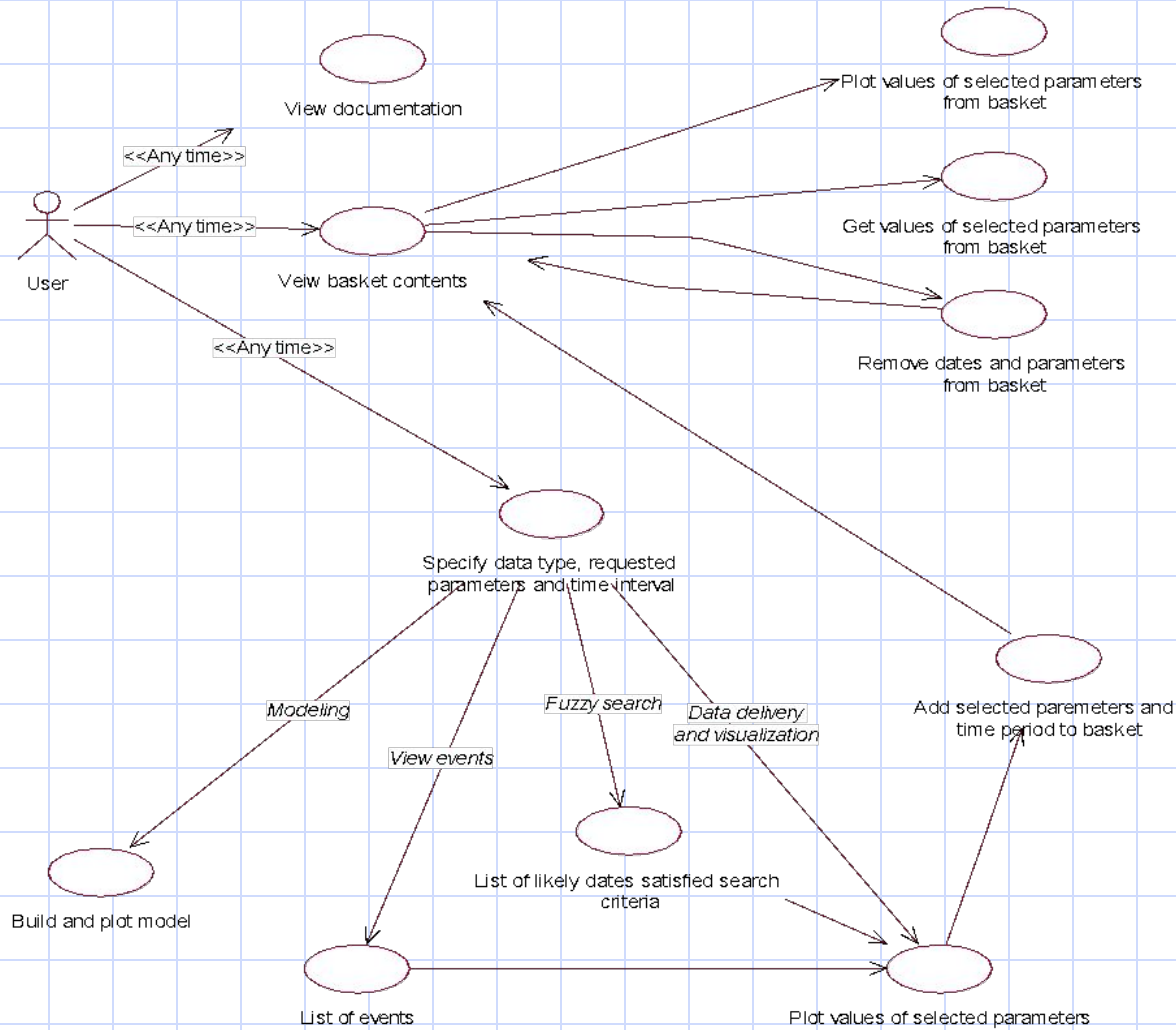 Plot values of selected parameters
from basket
View documentation
<<Any time>>
<<Any time>>
Get values of selected parameters
from basket
User
Veiw basket contents
<<Any time>>
Remove dates and parameters
from basket
Specify data type, requested
parameters and time interval
Modeling
View events
Fuzzy search
Data delivery
and visualization
Add selected paremeters and
time period to basket
List of likely dates satisfied search
criteria
Build and plot model
List of events
Plot values of selected parameters